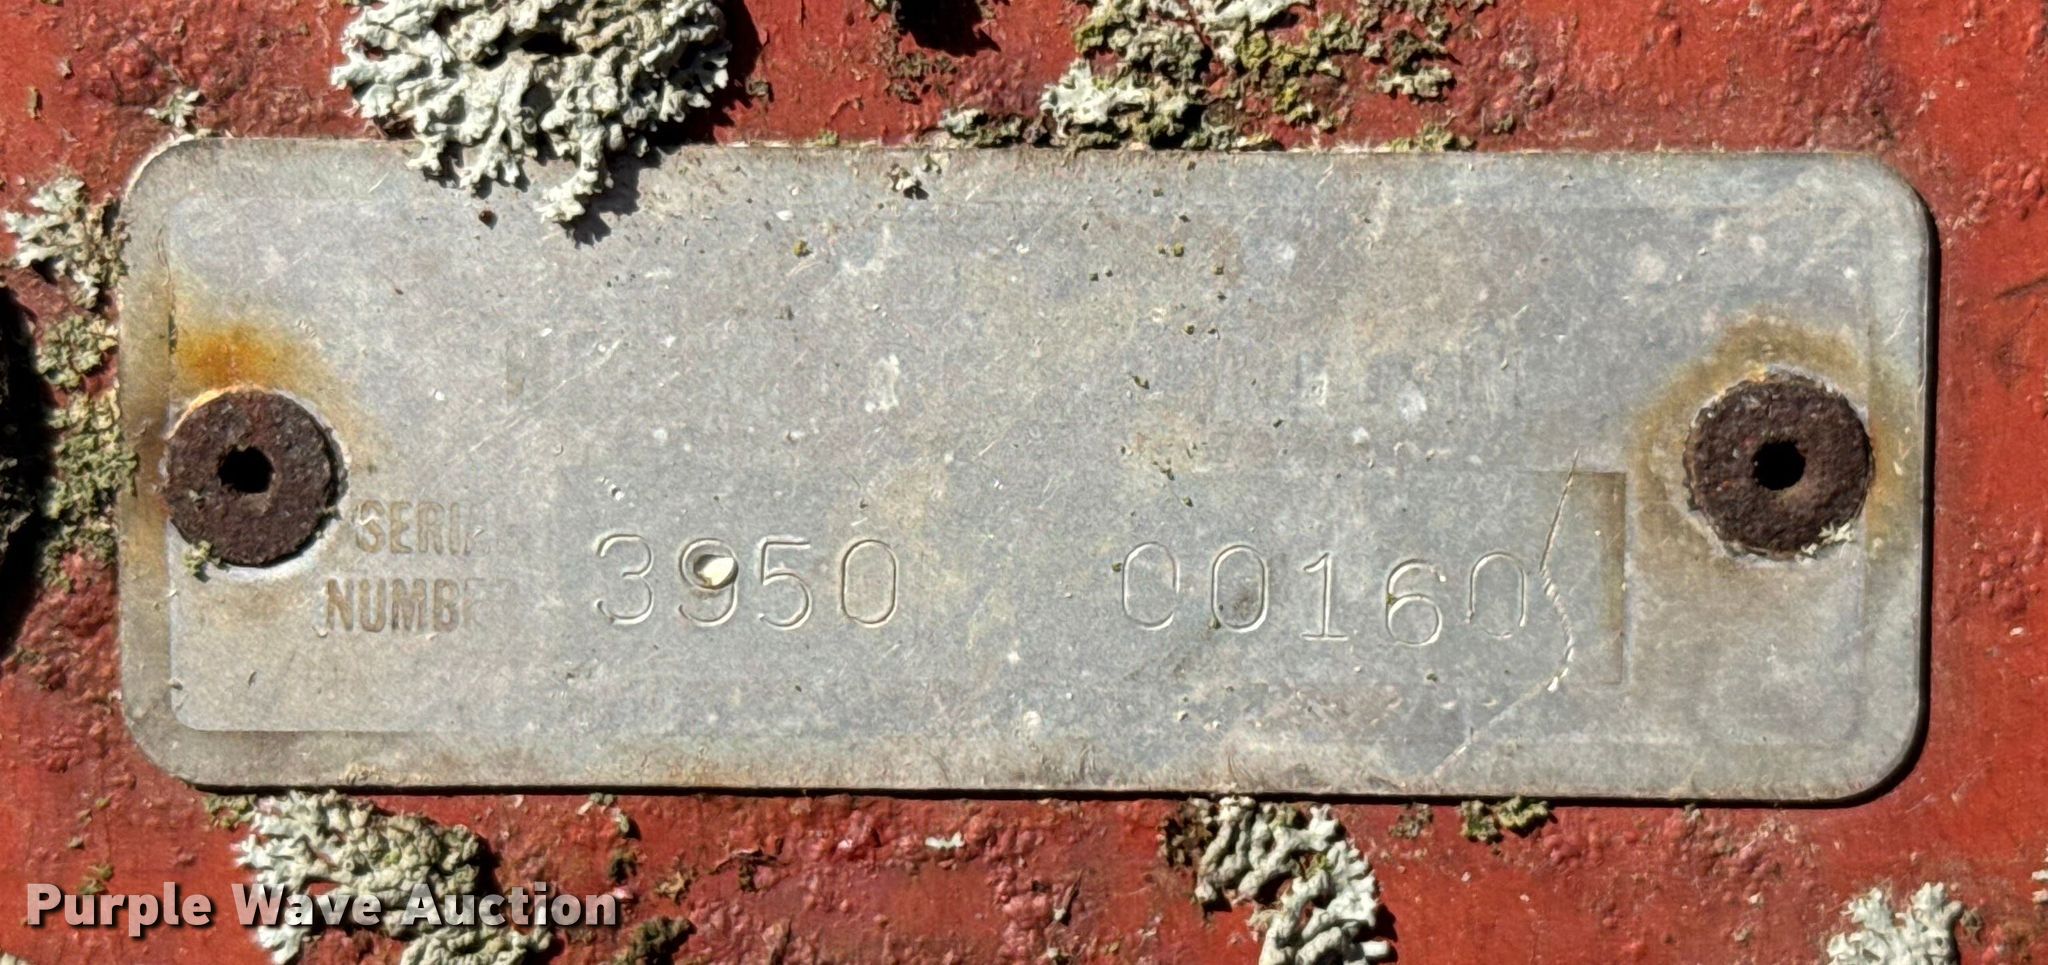 SERIAL
NUMBER 3950 00160
Purple Wave Auction